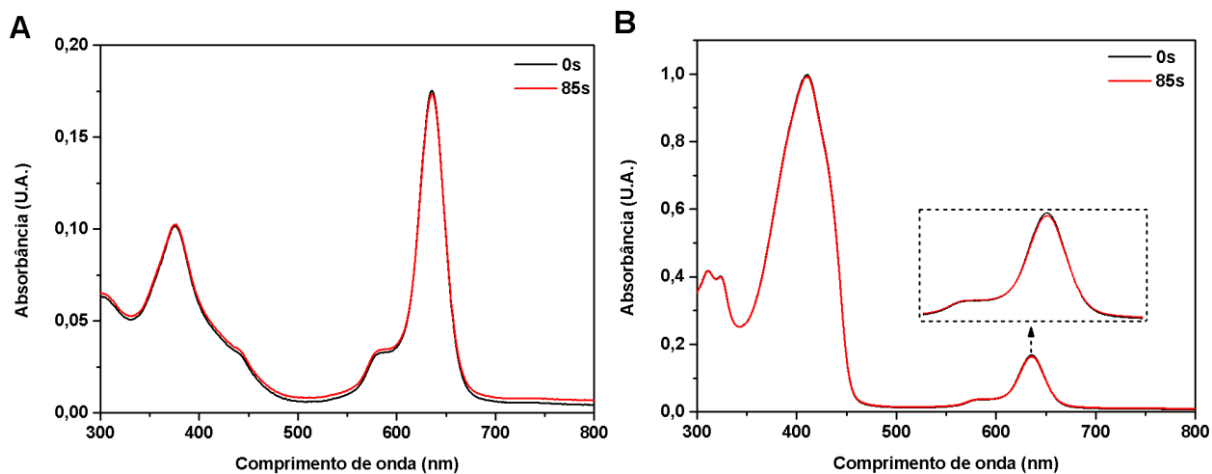 A
0,20
0,15
0,10
0,05
0,00
300 400 500 600 700 800
Absorbância (U.A.)
Comprimento de onda (nm)
0s
85s
B
1,0
0,8
0,6
0,4
0,2
0,0
300 400 500 600 700 800
Absorbância (U.A.)
Comprimento de onda (nm)
0s
85s